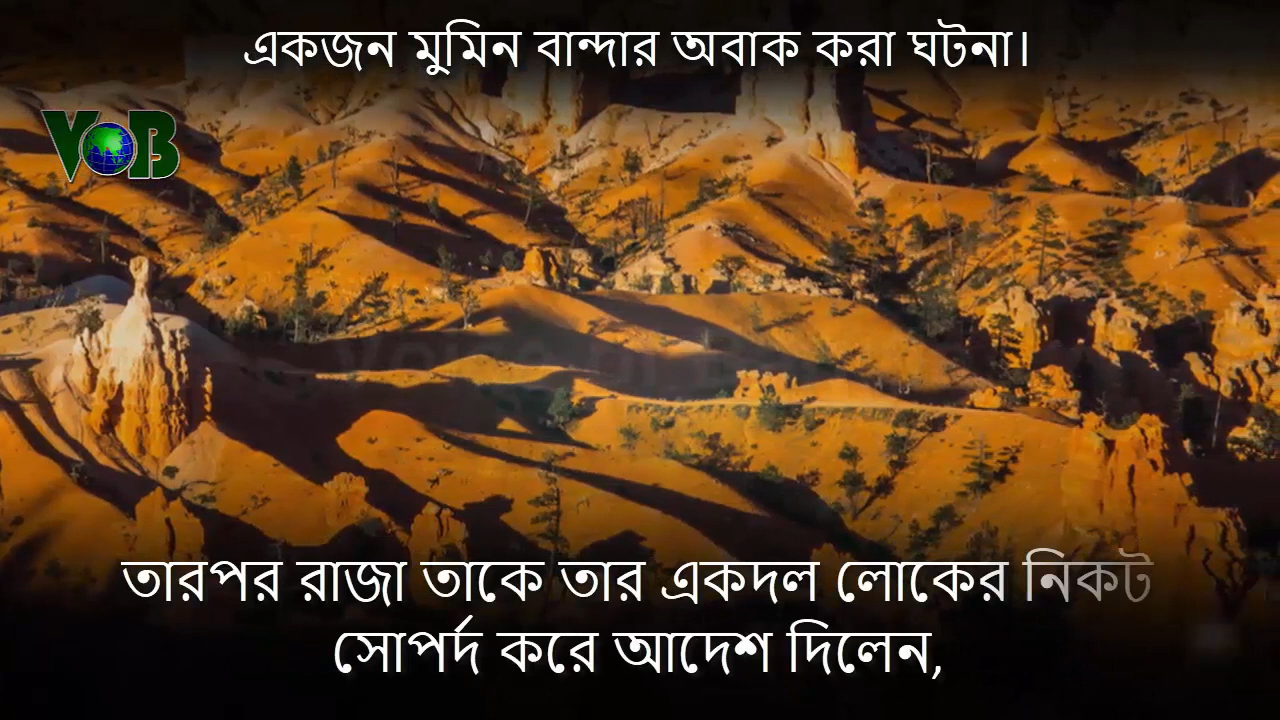 একজন মুমিন বান্দার অবাক করা ঘটনা।
VOB
তারপর রাজা তাকে তার একদল লোকের নিকট
সোপর্দ করে আদেশ দিলেন,